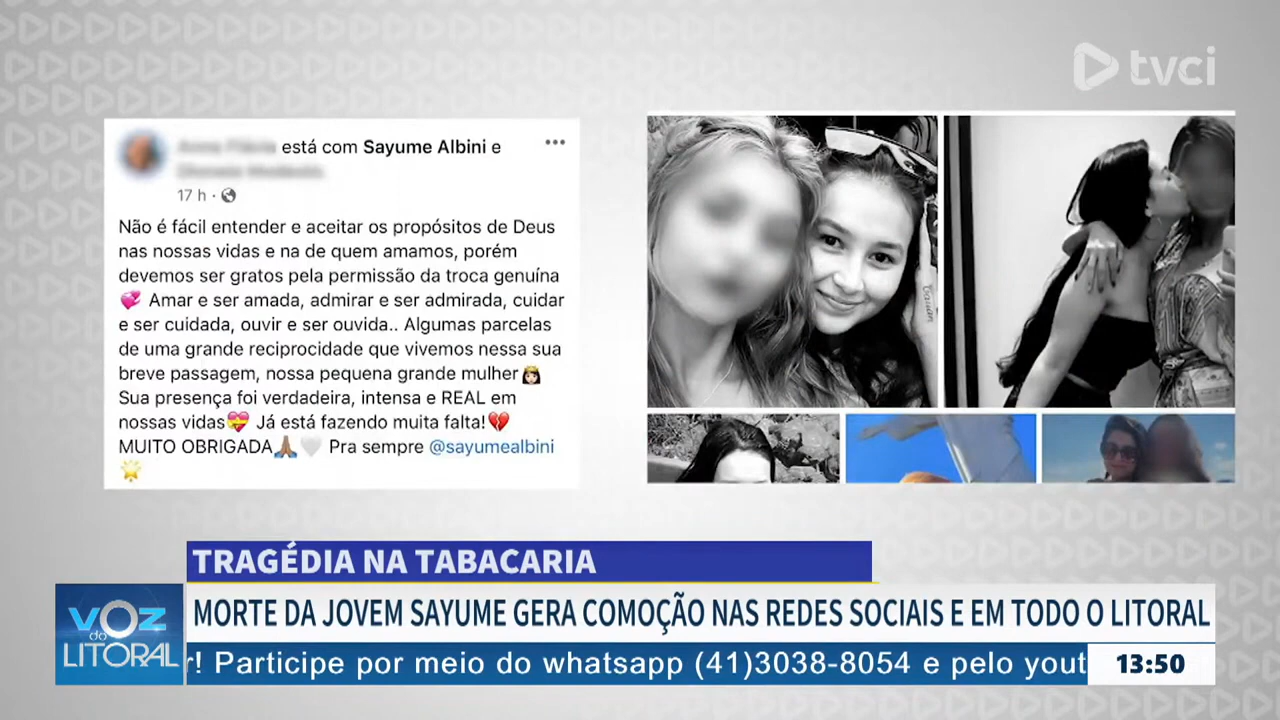 tvci
está com Sayume Albini e
17 h ·
Não é fácil entender e aceitar os propósitos de Deus
nas nossas vidas e na de quem amamos, porém
devemos ser gratos pela permissão da troca genuína
💞 Amar e ser amada, admirar e ser admirada, cuidar
e ser cuidada, ouvir e ser ouvida.. Algumas parcelas
de uma grande reciprocidade que vivemos nessa sua
breve passagem, nossa pequena grande mulher👸🏻
Sua presença foi verdadeira, intensa e REAL em
nossas vidas💝 Já está fazendo muita falta!💔
MUITO OBRIGADA🙏🏽🤍 Pra sempre @sayumealbini
🌟
TRAGÉDIA NA TABACARIA
MORTE DA JOVEM SAYUME GERA COMOÇÃO NAS REDES SOCIAIS E EM TODO O LITORAL
VOZ
do
LITORAL
r! Participe por meio do whatsapp (41)3038-8054 e pelo yout
13:50